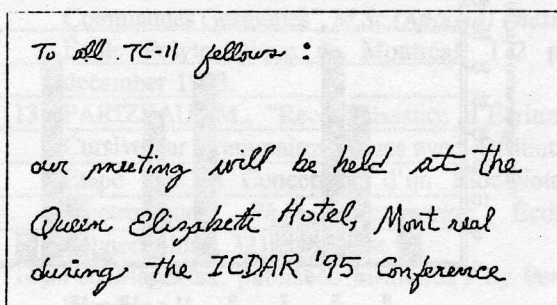 To all TC-11 fellows :
our meeting will be held at the
Queen Elizabeth Hotel, Montreal
during the ICDAR '95 Conference